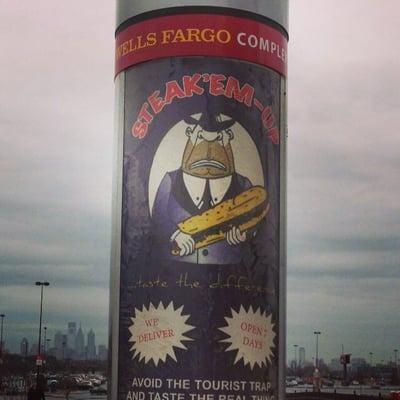 WELLS FARGO COMPLE
STEAK'EM-UP
...taste the difference
WE
DELIVER
OPEN 7
DAYS
AVOID THE TOURIST TRAP
AND TASTE THE REAL THING